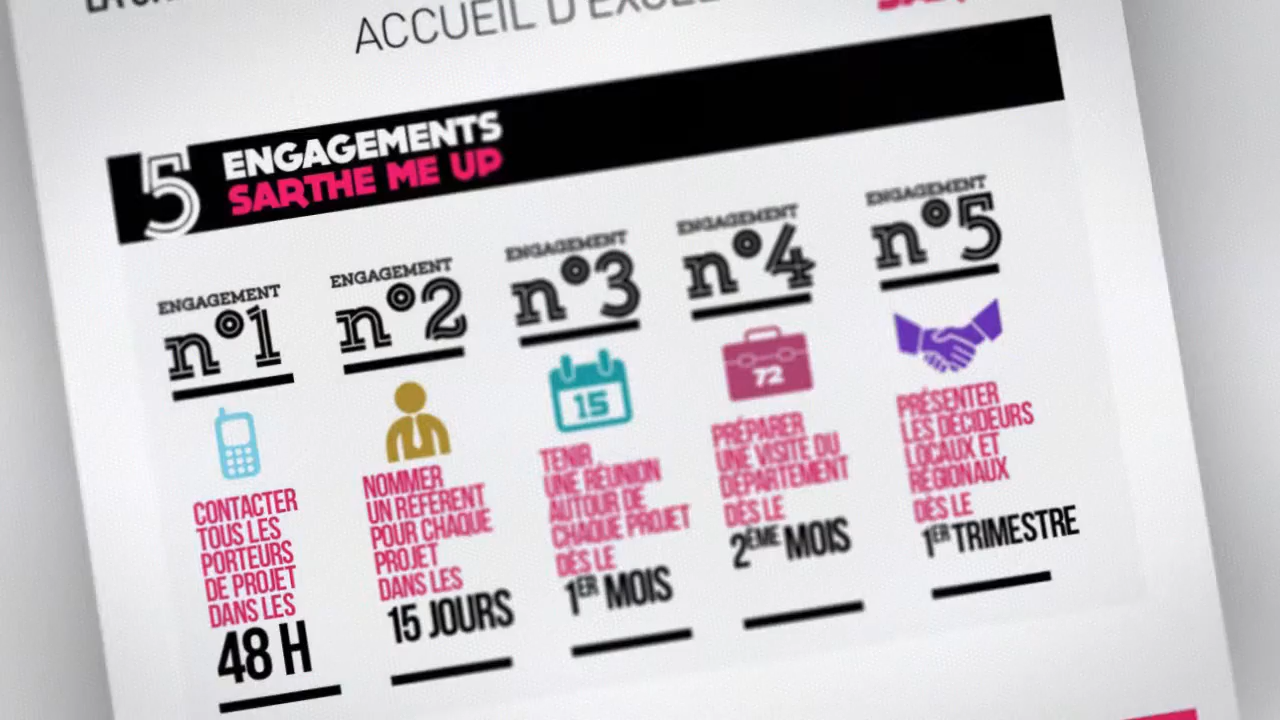 ACCUEIL
5
ENGAGEMENTS
SARTHE ME UP
ENGAGEMENT
n°1
CONTACTER
TOUS LES
PORTEURS
DE PROJET
DANS LES
48 H
ENGAGEMENT
n°2
NOMMER
UN RÉFÉRENT
POUR CHAQUE
PROJET
DANS LES
15 JOURS
ENGAGEMENT
n°3
15
TENIR
UNE RÉUNION
AUTOUR DE
CHAQUE PROJET
DÈS LE
1ER MOIS
ENGAGEMENT
n°4
72
PRÉPARER
UNE VISITE DU
DÉPARTEMENT
DÈS LE
2ÈME MOIS
ENGAGEMENT
n°5
PRÉSENTER
LES DÉCIDEURS
LOCAUX ET
RÉGIONAUX
DÈS LE
1ER TRIMESTRE